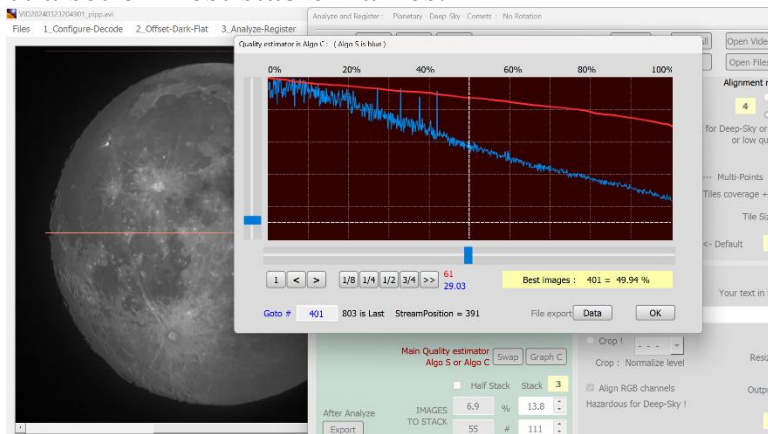 VID20240323204901_pipp.avi
Files 1_Configure-Decode 2_Offset-Dark-Flat 3_Analyze-Register
Analyze and Register : Planetary - Deep-Sky - Comets : No Rotation
Open Vide
Open Files
Quality estimator is Algo C: ( Algo S is blue )
0% 20% 40% 60% 80% 100%
Alignment
4
for Deep-Sky or
or low qu
Multi-Points
Tiles coverage
Tile Siz
<- Default
1 < > 1/8 1/4 1/2 3/4 >> 61
29.03
Best images : 401 = 49.94 %
Your text in
Goto # 401 803 is Last StreamPosition = 391 File export Data OK
Main Quality estimator
Algo S or Algo C Swap Graph C
Crop ! - - -
Crop : Normalize level
Half Stack Stack 3
Align RGB channels
Hazardous for Deep-Sky !
After Analyze
Export
IMAGES
TO STACK
6.9 % 13.8
55 # 111
Resiz
Outpu